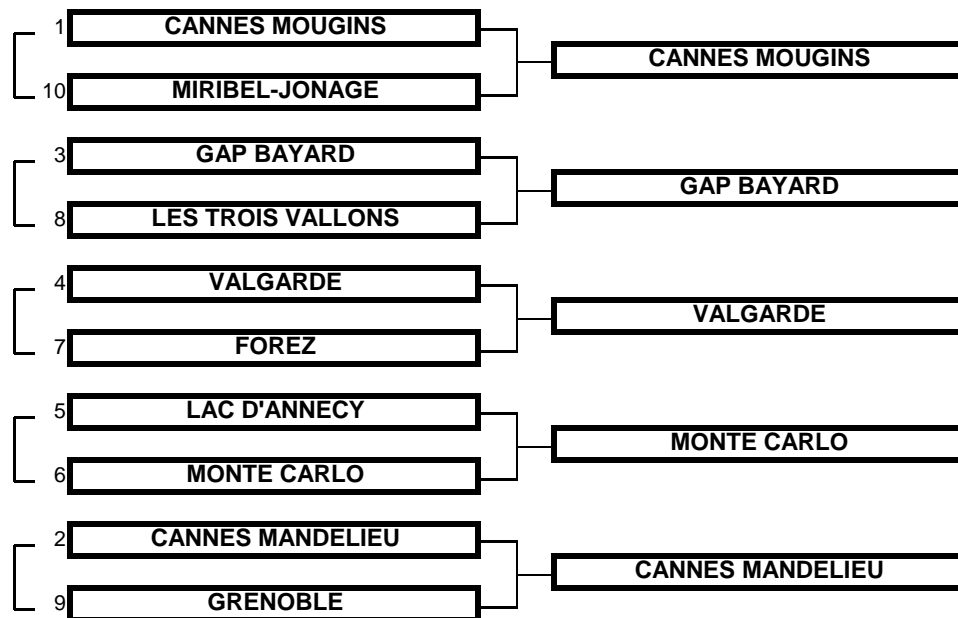 1 CANNES MOUGINS
CANNES MOUGINS
10 MIRIBEL-JONAGE
3 GAP BAYARD
GAP BAYARD
8 LES TROIS VALLONS
4 VALGARDE
VALGARDE
7 FOREZ
5 LAC D'ANNECY
MONTE CARLO
6 MONTE CARLO
2 CANNES MANDELIEU
CANNES MANDELIEU
9 GRENOBLE